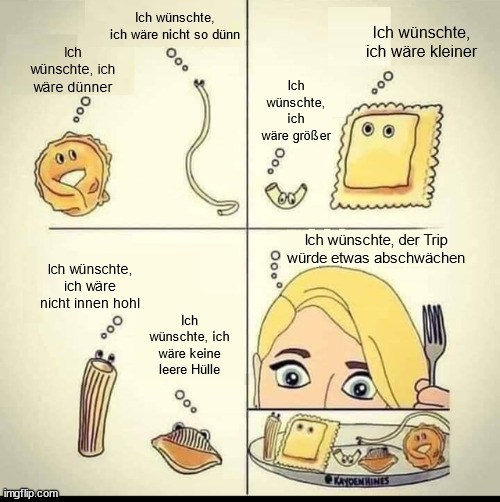 Ich
wünschte, ich
wäre dünner
Ich wünschte,
ich wäre nicht so dünn
Ich
wünschte,
ich
wäre größer
Ich wünschte,
ich wäre kleiner
Ich wünschte,
ich wäre
nicht innen hohl
Ich
wünschte, ich
wäre keine
leere Hülle
Ich wünschte, der Trip
würde etwas abschwächen
@KAYDENHINES
imgflip.com